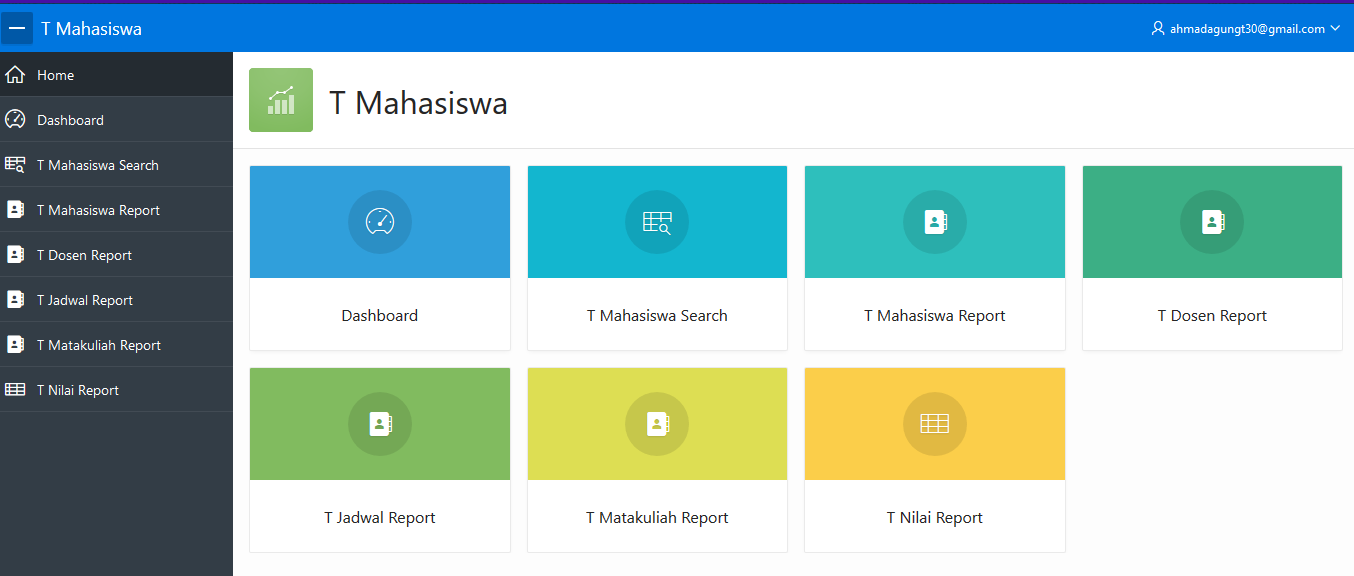 T Mahasiswa
ahmadagungt30@gmail.com
Home
Dashboard
T Mahasiswa Search
T Mahasiswa Report
T Dosen Report
T Jadwal Report
T Matakuliah Report
T Nilai Report
T Mahasiswa
Dashboard
T Mahasiswa Search
T Mahasiswa Report
T Dosen Report
T Jadwal Report
T Matakuliah Report
T Nilai Report